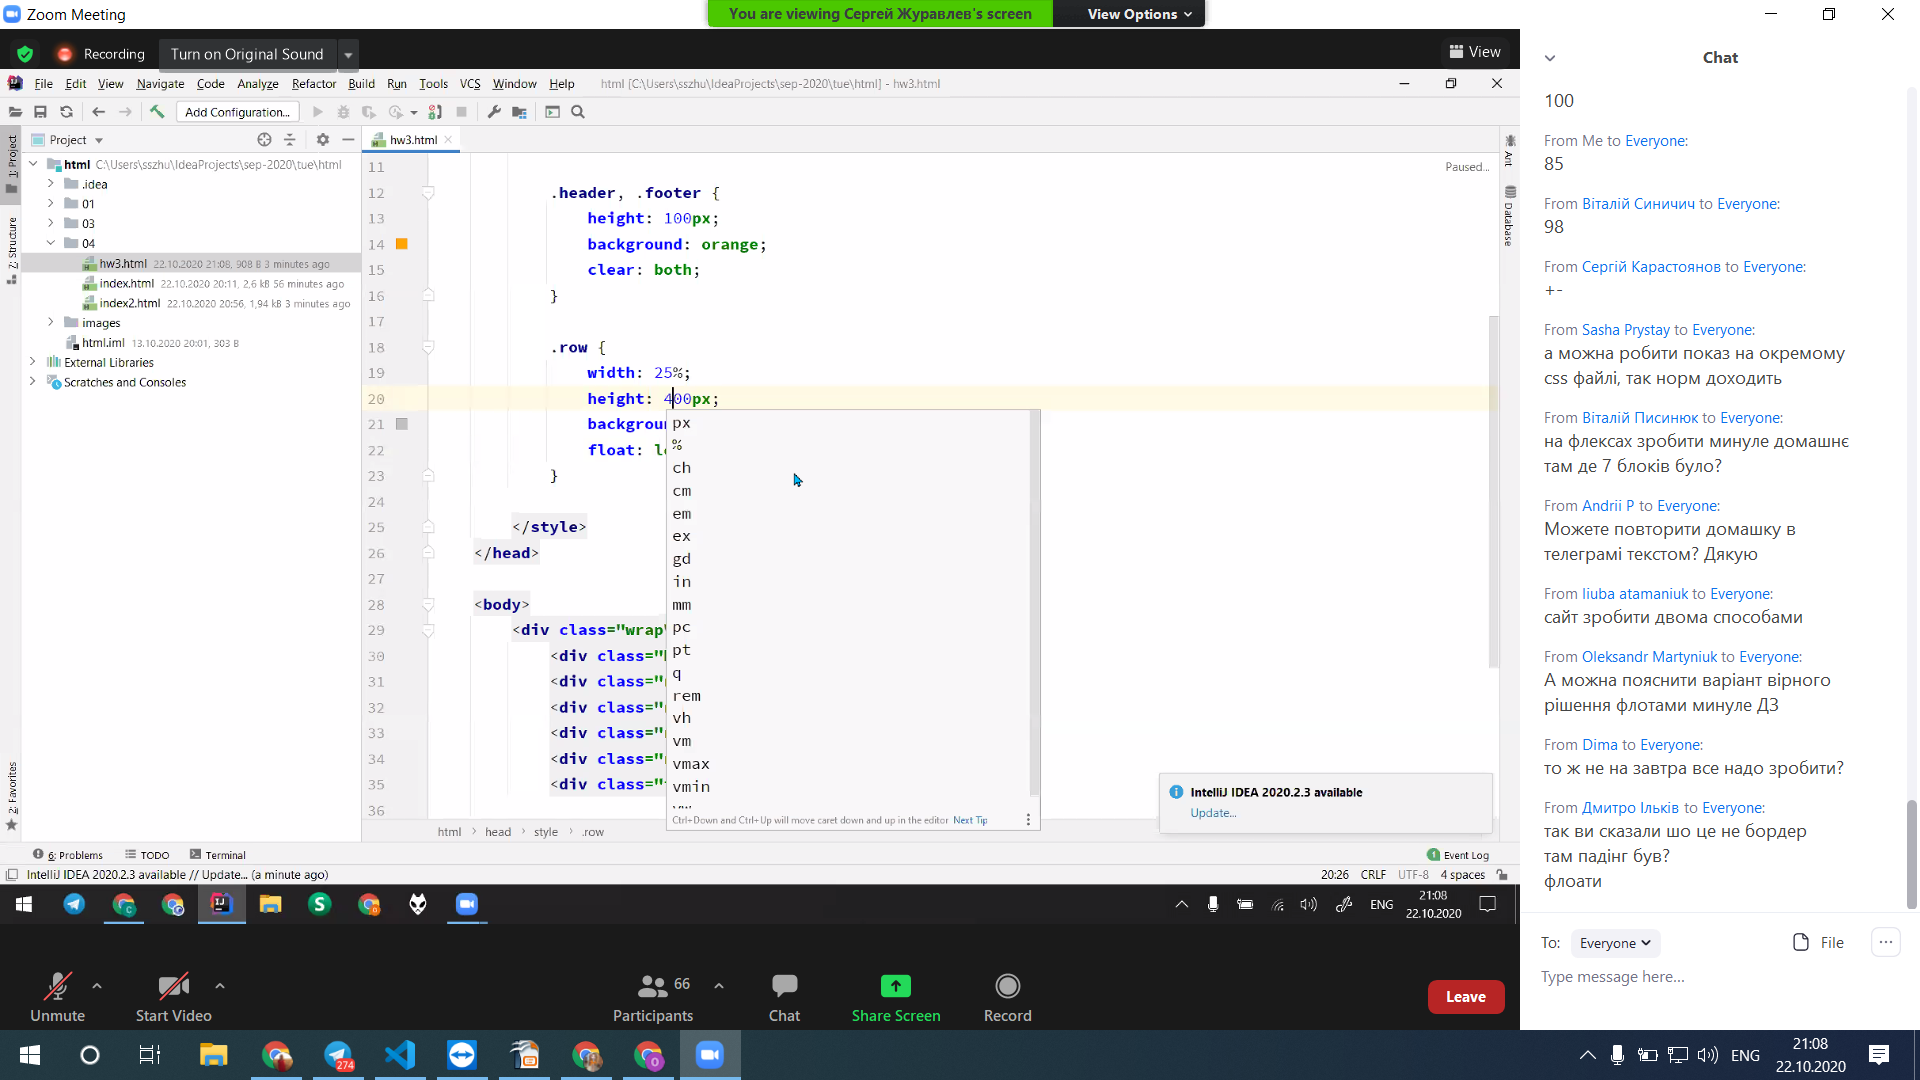 Zoom Meeting
You are viewing Сергей Журавлев's screen
View Options
Recording
Turn on Original Sound
View
File Edit View Navigate Code Analyze Refactor Build Run Tools VCS Window Help
html [C:\Users\sszhu\IdeaProjects\sep-2020\tue\html] - hw3.html
Add Configuration...
Project
hw3.html
1: Project
Z: Structure
2: Favorites
Ant
Database
html C:\Users\sszhu\IdeaProjects\sep-2020\tue\html
.idea
01
03
04
hw3.html 22.10.2020 21:08, 908 B 3 minutes ago
index.html 22.10.2020 20:11, 2,6 kB 56 minutes ago
index2.html 22.10.2020 20:56, 1,94 kB 3 minutes ago
images
html.iml 13.10.2020 20:01, 303 B
External Libraries
Scratches and Consoles
Paused...
11
12 .header, .footer {
13 height: 100px;
14 background: orange;
15 clear: both;
16 }
17
18 .row {
19 width: 25%;
20 height: 400px;
21 backgroun
22 float: l
23 }
24
25 </style>
26 </head>
27
28 <body>
29 <div class="wrap
30 <div class="
31 <div class="
32 <div class="
33 <div class="
34 <div class="
35 <div class="
36
px
%
ch
cm
em
ex
gd
in
mm
pc
pt
q
rem
vh
vm
vmax
vmin
vw
Ctrl+Down and Ctrl+Up will move caret down and up in the editor Next Tip
IntelliJ IDEA 2020.2.3 available
Update...
html head style .row
6: Problems TODO Terminal
Event Log
IntelliJ IDEA 2020.2.3 available // Update... (a minute ago)
20:26 CRLF UTF-8 4 spaces
ENG
21:08
22.10.2020
Unmute
Start Video
66
Participants
Chat
Share Screen
Record
Leave
Chat
100
From Me to Everyone:
85
From Віталій Синичич to Everyone:
98
From Сергій Карастоянов to Everyone:
+-
From Sasha Prystay to Everyone:
а можна робити показ на окремому
css файлі, так норм доходить
From Віталій Писинюк to Everyone:
на флексах зробити минуле домашнє
там де 7 блоків було?
From Andrii P to Everyone:
Можете повторити домашку в
телеграмі текстом? Дякую
From liuba atamaniuk to Everyone:
сайт зробити двома способами
From Oleksandr Martyniuk to Everyone:
А можна пояснити варіант вірного
рішення флотами минуле ДЗ
From Dima to Everyone:
то ж не на завтра все надо зробити?
From Дмитро Ільків to Everyone:
так ви сказали шо це не бордер
там падінг був?
флоати
To: Everyone
File
Type message here...
274
ENG
21:08
22.10.2020